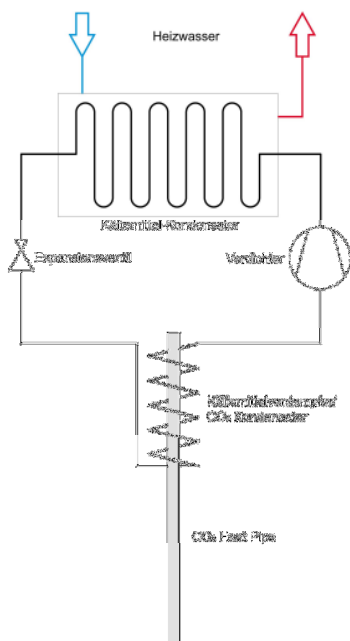 Heizwasser
Kältemittel-Kondensator
Expansionsventil
Verdichter
Kältemittelverdampfer/
CO₂ Kondensator
CO₂ Heat Pipe